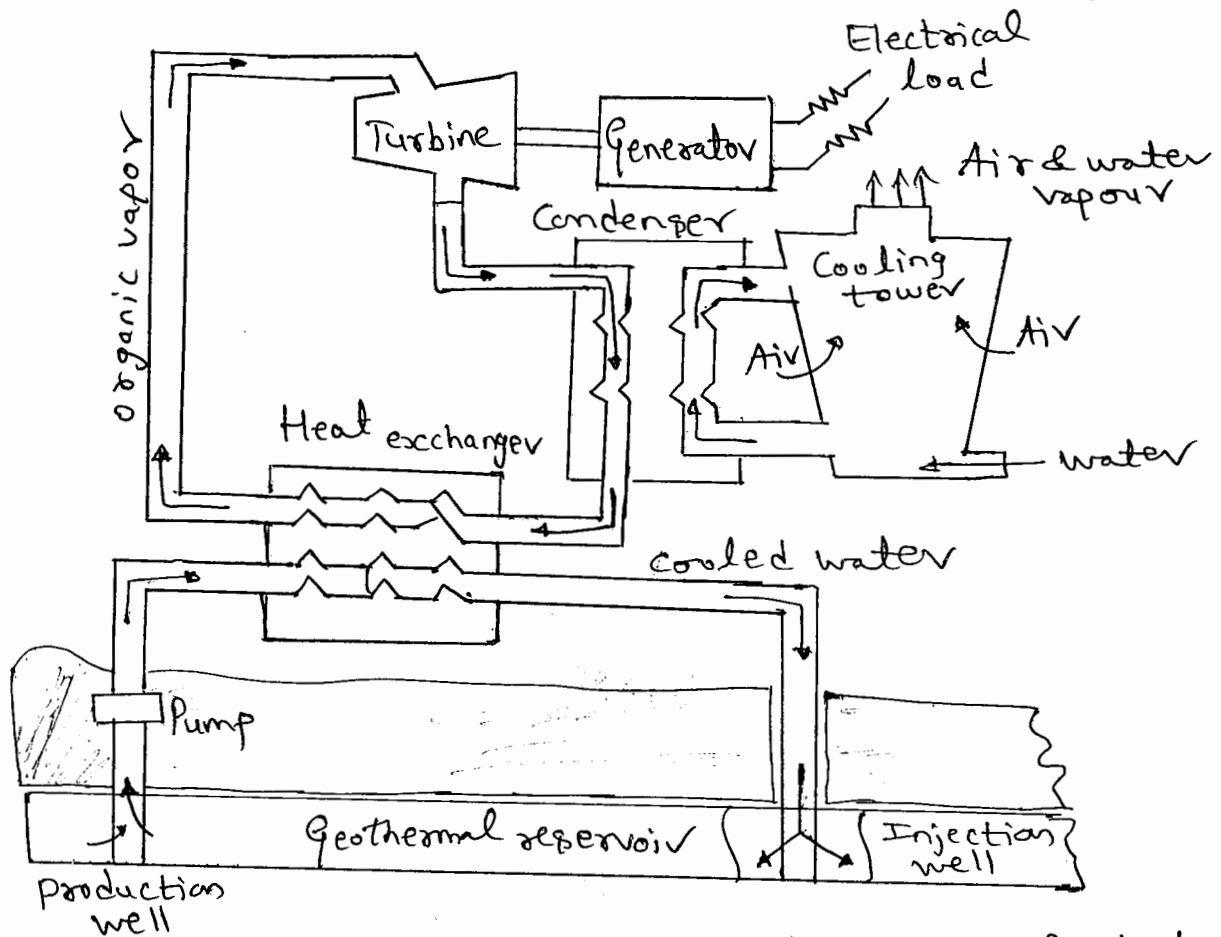 Electrical
load
Turbine
Generator
Air & water
vapour
Condenser
Cooling
tower
organic vapor
Air
Air
Heat exchanger
water
cooled water
Pump
Geothermal reservoir
Injection
well
production
well